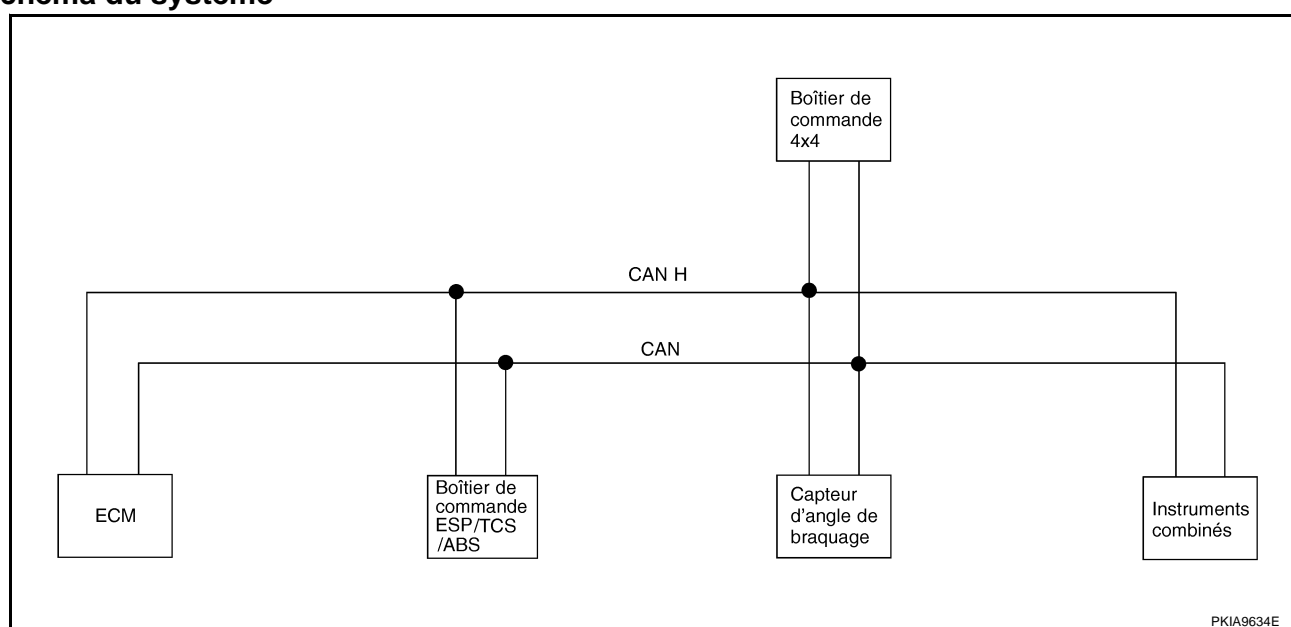 chéma du système
Boîtier de
commande
4x4
CAN H
CAN
ECM
Boîtier de
commande
ESP/TCS
/ABS
Capteur
d'angle de
braquage
Instruments
combinés
PKIA9634E